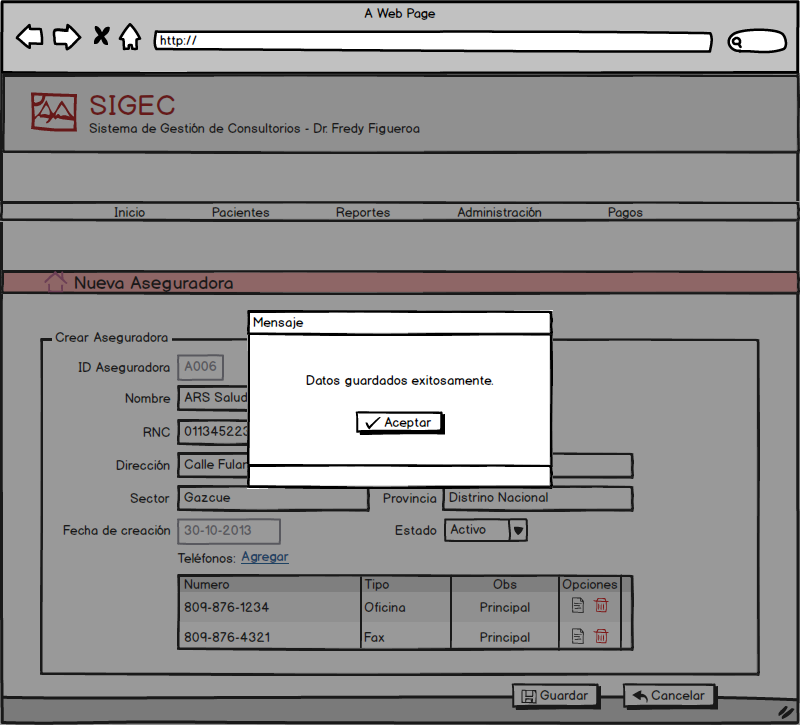 A Web Page
http://
SIGEC
Sistema de Gestión de Consultorios - Dr. Fredy Figueroa
Inicio Pacientes Reportes Administración Pagos
Nueva Aseguradora
Mensaje
Datos guardados exitosamente.
Aceptar
Crear Aseguradora
ID Aseguradora A006
Nombre ARS Salud
RNC 011345223
Dirección Calle Fular
Sector Gazcue Provincia Distrino Nacional
Fecha de creación 30-10-2013 Estado Activo
Teléfonos: Agregar
Numero Tipo Obs Opciones
809-876-1234 Oficina Principal
809-876-4321 Fax Principal
Guardar Cancelar